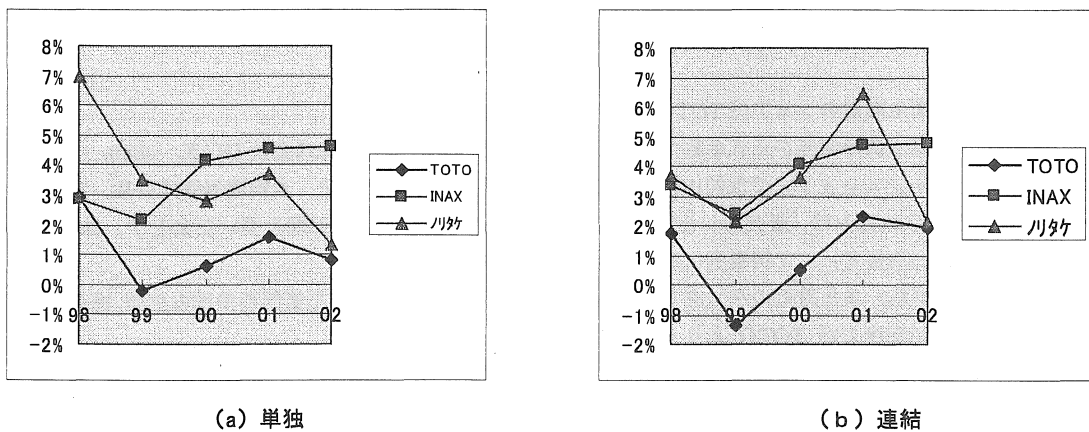 8%
7%
6%
5%
4%
3%
2%
1%
0%
-1%
-2%
98 99 00 01 02
TOTO
INAX
ﾉﾘﾀｹ
(a) 単独
8%
7%
6%
5%
4%
3%
2%
1%
0%
-1%
-2%
98 99 00 01 02
TOTO
INAX
ﾉﾘﾀｹ
(b) 連結